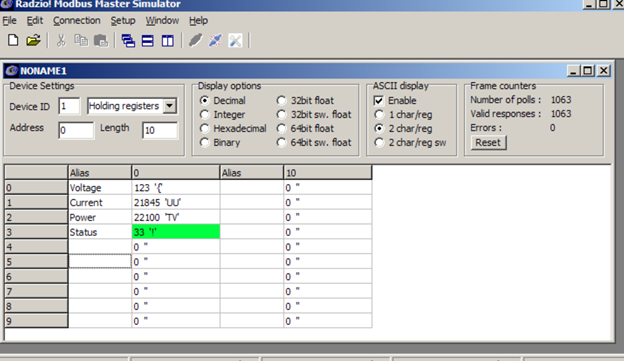 Radzio! Modbus Master Simulator
File Edit Connection Setup Window Help
NONAME1
Device Settings
Device ID 1 Holding registers
Address 0 Length 10
Display options
Decimal 32bit float
Integer 32bit sw. float
Hexadecimal 64bit float
Binary 64bit sw. float
ASCII display
Enable
1 char/reg
2 char/reg
2 char/reg sw
Frame counters
Number of polls : 1063
Valid responses : 1063
Errors : 0
Reset
Alias 0 Alias 10
0 Voltage 123 '{' 0 ''
1 Current 21845 'UU' 0 ''
2 Power 22100 'TV' 0 ''
3 Status 33 '!' 0 ''
4 0 '' 0 ''
5 0 '' 0 ''
6 0 '' 0 ''
7 0 '' 0 ''
8 0 '' 0 ''
9 0 '' 0 ''